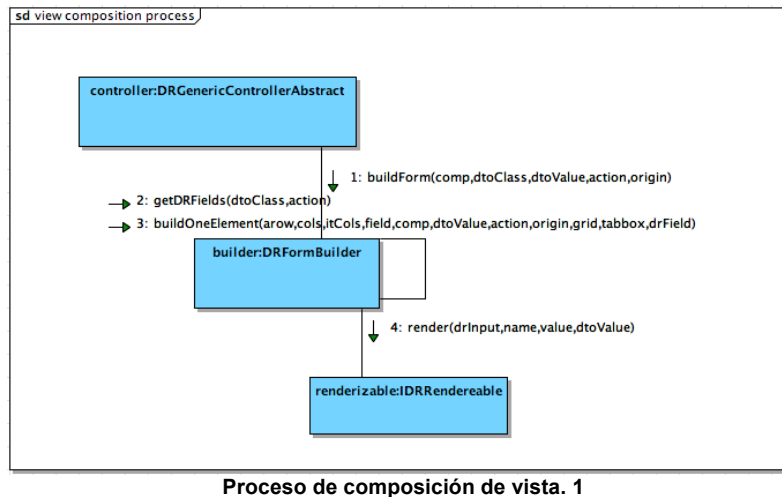 sd view composition process
controller:DRGenericControllerAbstract
1: buildForm(comp,dtoClass,dtoValue,action,origin)
2: getDRFields(dtoClass,action)
3: buildOneElement(arow,cols,itCols,field,comp,dtoValue,action,origin,grid,tabbox,drField)
builder:DRFormBuilder
4: render(drInput,name,value,dtoValue)
renderizable:IDRRendereable
Proceso de composición de vista. 1